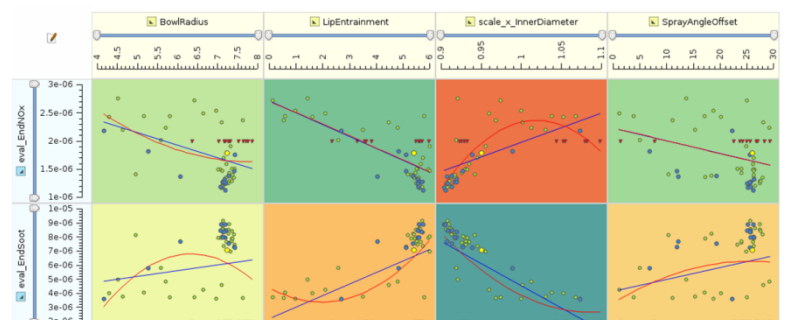 BowlRadius LipEntrainment scale_x_InnerDiameter SprayAngleOffset
4 4.5 5 5.5 6 6.5 7 7.5 8 0 1 2 3 4 5 6 0.9 0.95 1 1.05 1.1 0 5 10 15 20 25 30
eval_EndNOx
3e-06
2.5e-06
2e-06
1.5e-06
1e-06
eval_EndSoot
1e-05
9e-06
8e-06
7e-06
6e-06
5e-06
4e-06
3e-06